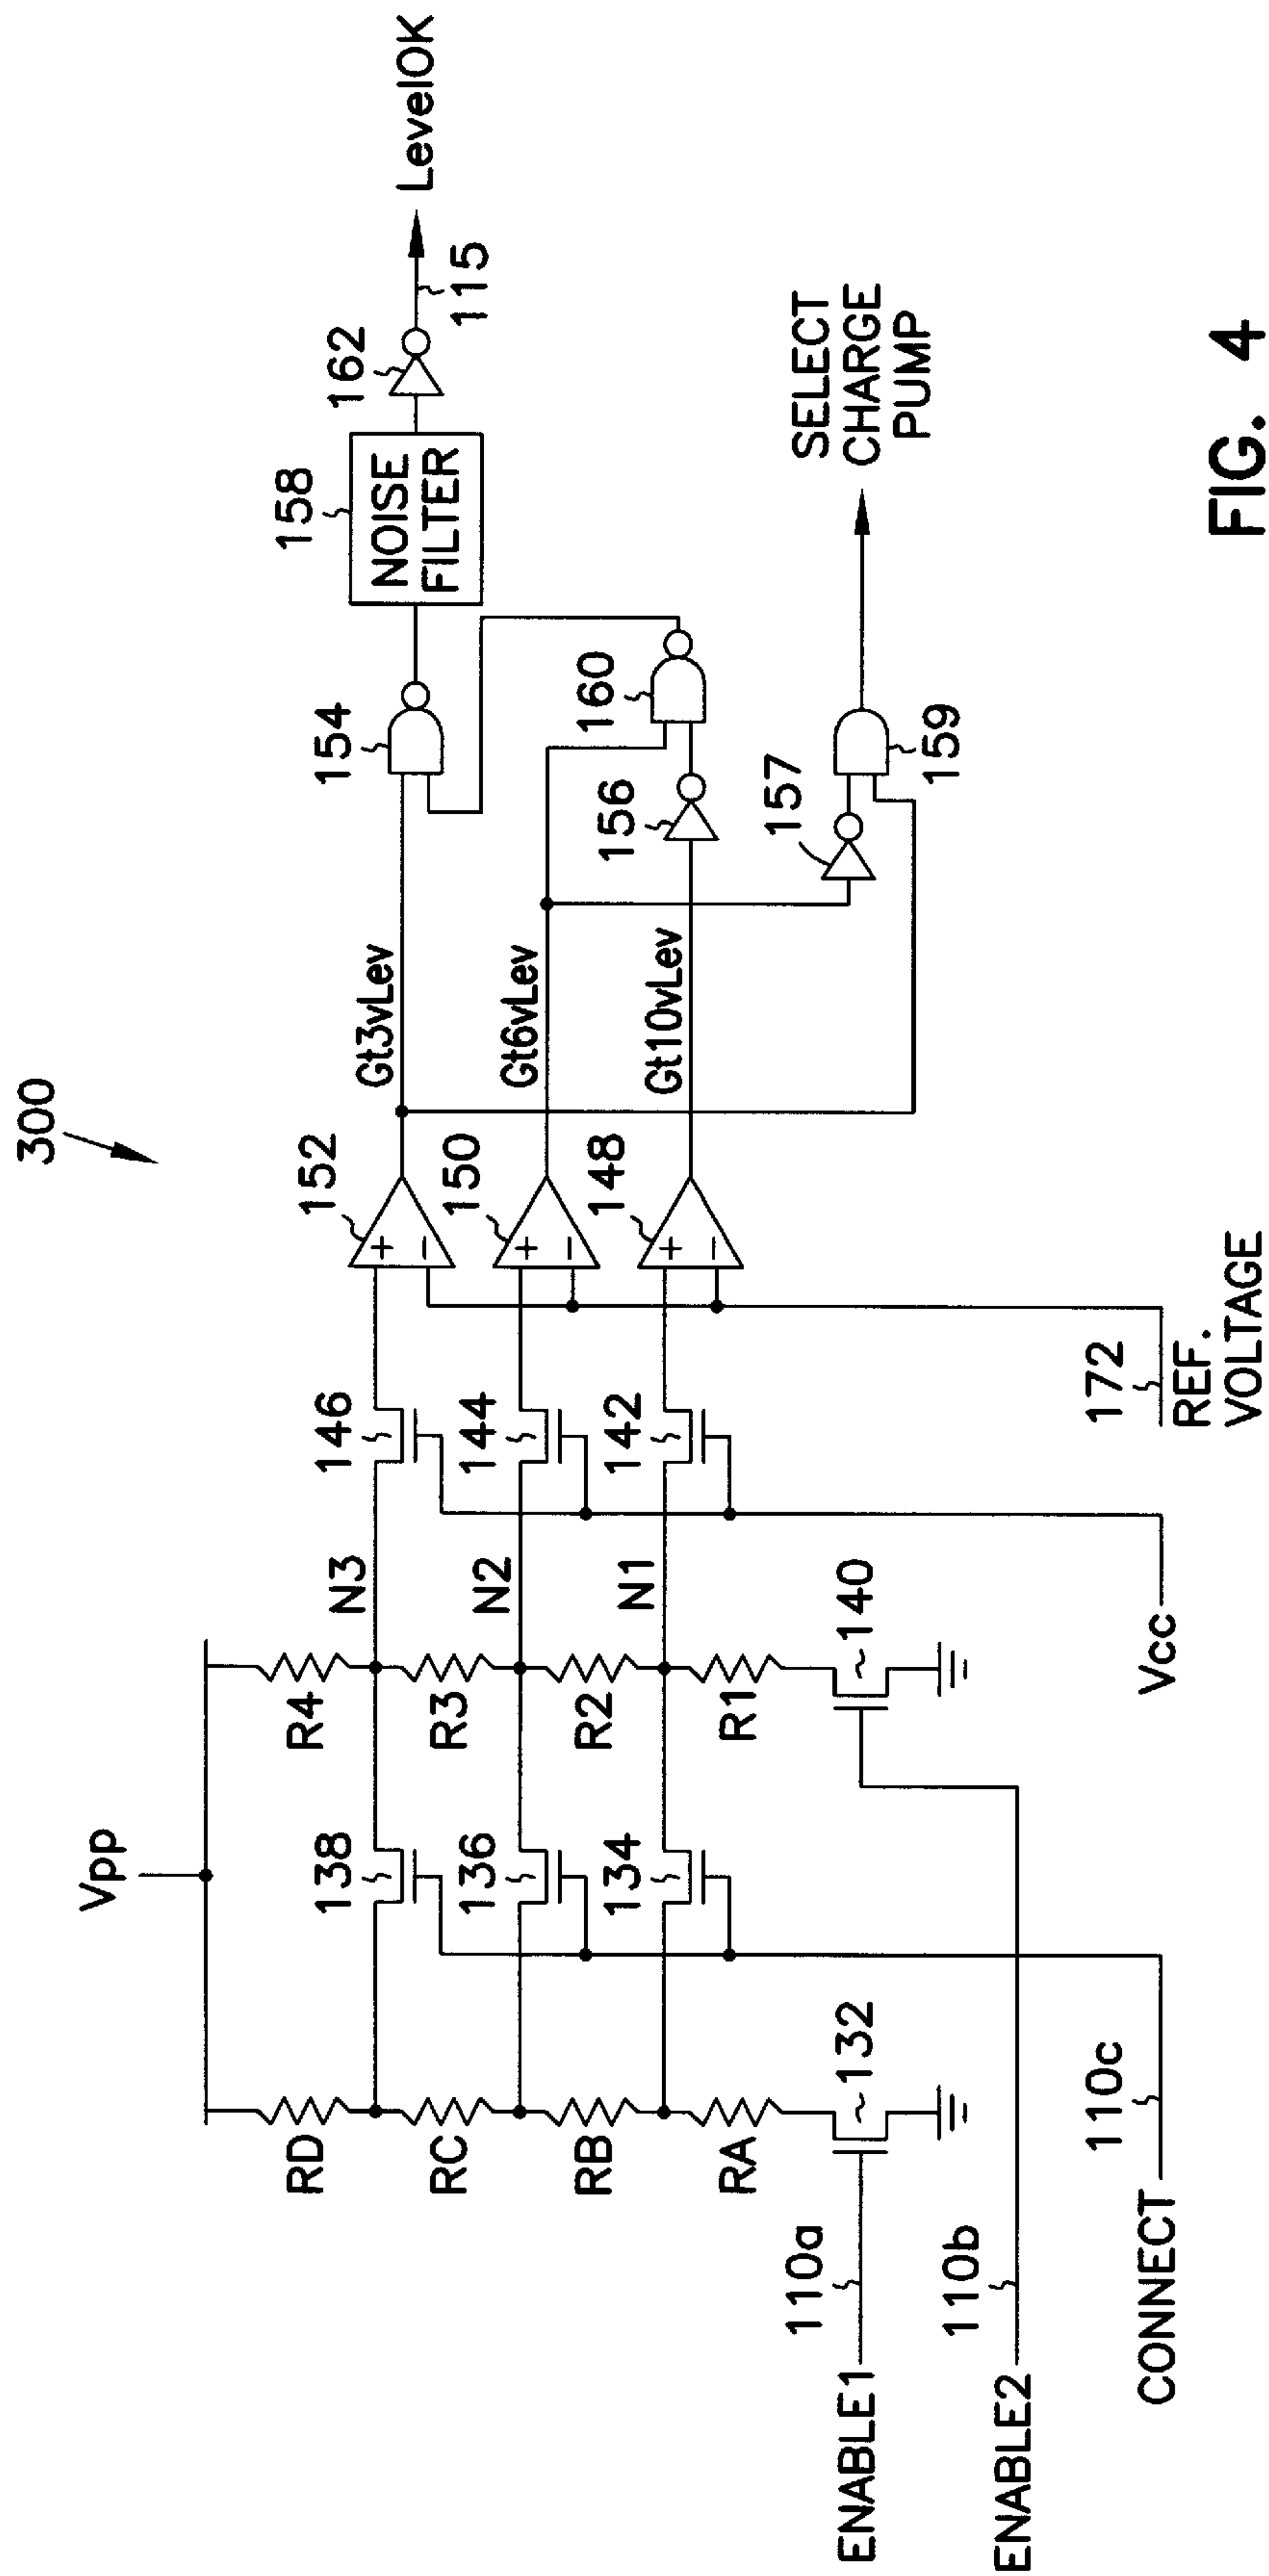 300
Vpp
RD
RC
RB
RA
R4
R3
R2
R1
138
136
134
132
140
N3
N2
N1
146
144
142
152
150
148
+
−
+
−
+
−
Gt3vLev
Gt6vLev
Gt10vLev
154
160
156
157
159
158
NOISE
FILTER
162
115
LevelOK
SELECT
CHARGE
PUMP
ENABLE1
110a
ENABLE2
110b
CONNECT
110c
Vcc
172
REF.
VOLTAGE
FIG. 4